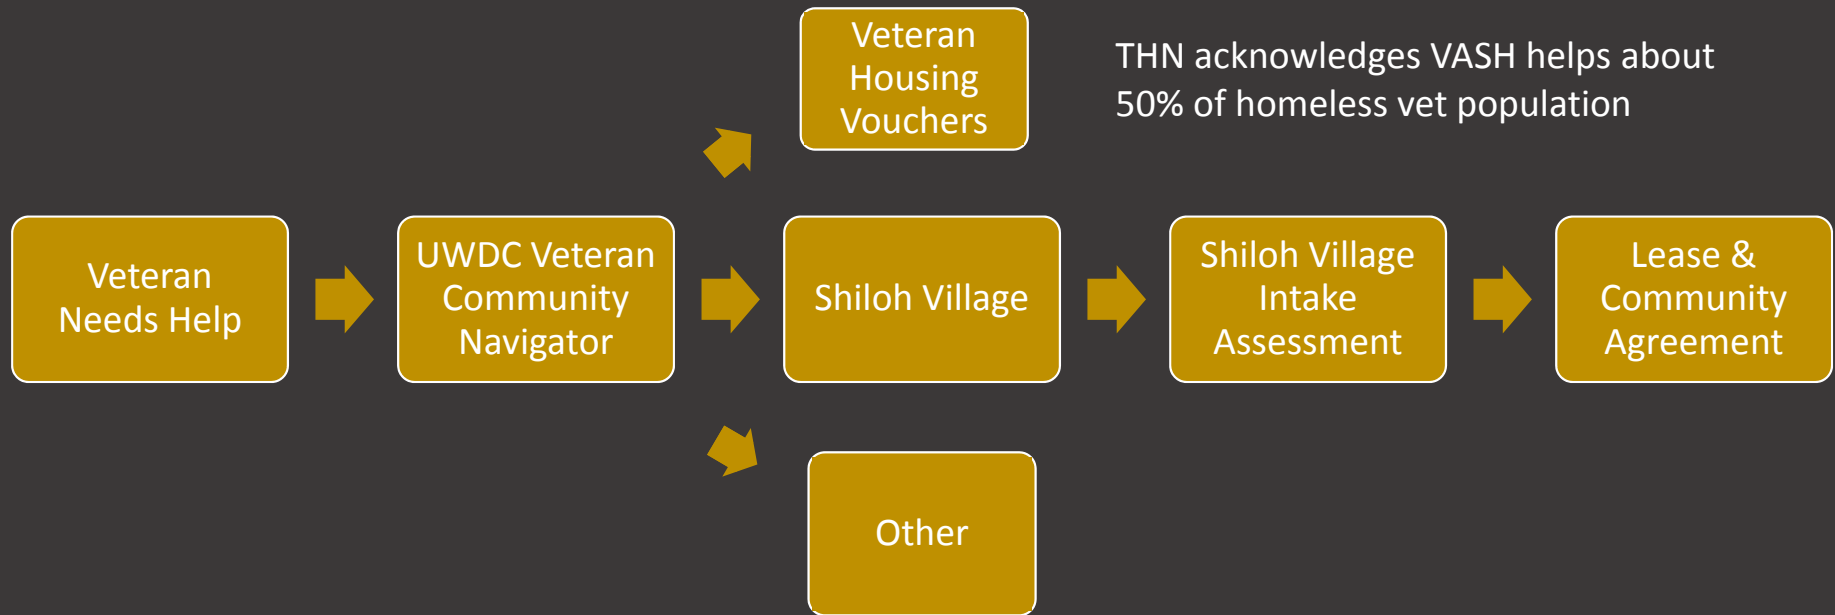 Veteran
Housing
Vouchers
THN acknowledges VASH helps about
50% of homeless vet population
Veteran
Needs Help
UWDC Veteran
Community
Navigator
Shiloh Village
Shiloh Village
Intake
Assessment
Lease &
Community
Agreement
Other